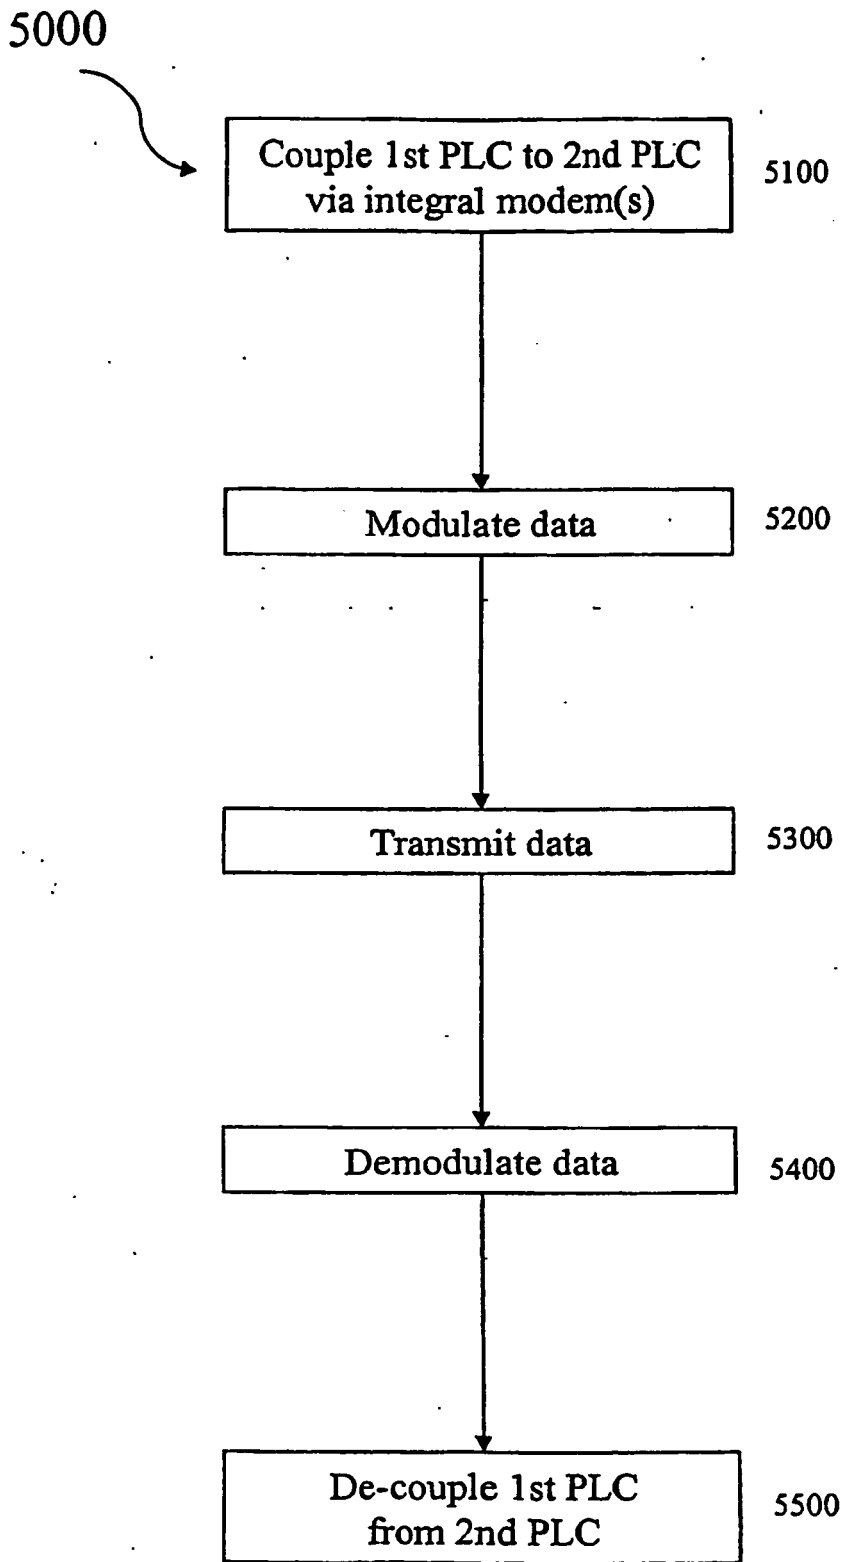 5000
Couple 1st PLC to 2nd PLC
via integral modem(s)
5100
Modulate data
5200
Transmit data
5300
Demodulate data
5400
De-couple 1st PLC
from 2nd PLC
5500